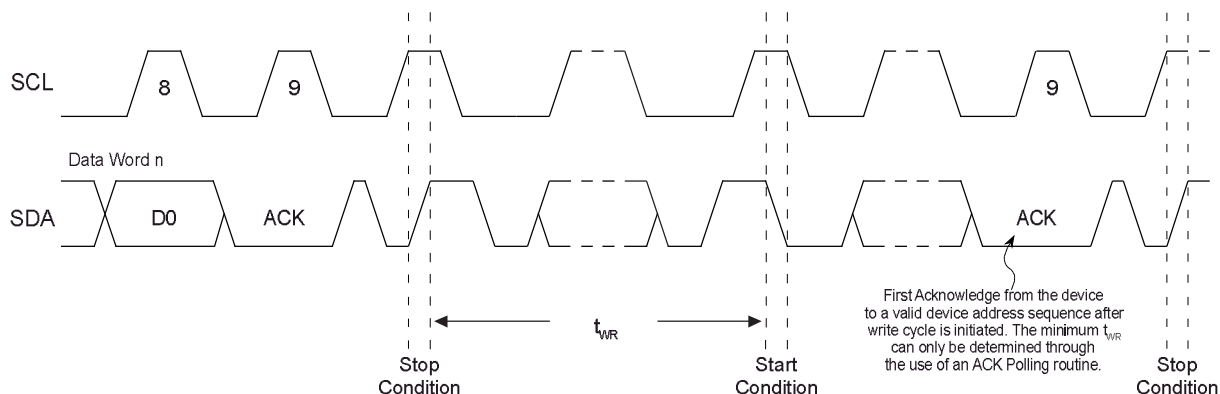 SCL
8
9
9
Data Word n
SDA
D0
ACK
ACK
First Acknowledge from the device
to a valid device address sequence after
write cycle is initiated. The minimum tWR
can only be determined through
the use of an ACK Polling routine.
tWR
Stop
Condition
Start
Condition
Stop
Condition